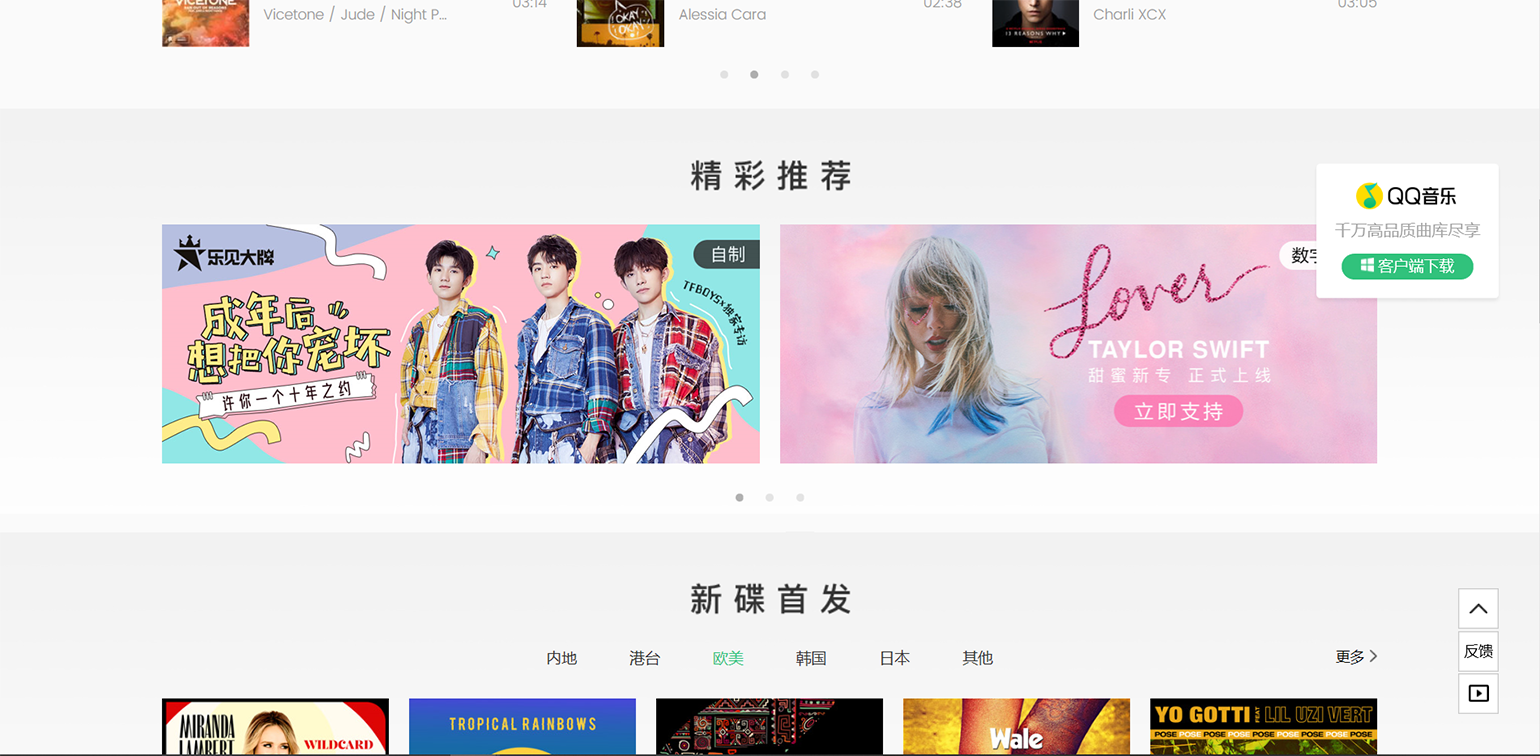 VICETONE
Vicetone / Jude / Night P...
03:14
OKAY
OKAY
Alessia Cara
02:38
13 REASONS WHY
Charli XCX
03:05
精彩推荐
QQ音乐
千万高品质曲库尽享
客户端下载
乐见大牌
自制
成年后
想把你宠坏
许你一个十年之约
TFBOYS×独家专访
数字
Lover
TAYLOR SWIFT
甜蜜新专 正式上线
立即支持
新碟首发
内地 港台 欧美 韩国 日本 其他
更多
反馈
MIRANDA
LAMBERT
WILDCARD
TROPICAL RAINBOWS
Wale
YO GOTTI FEAT LIL UZI VERT
POSE POSE POSE POSE POSE POSE POSE POSE